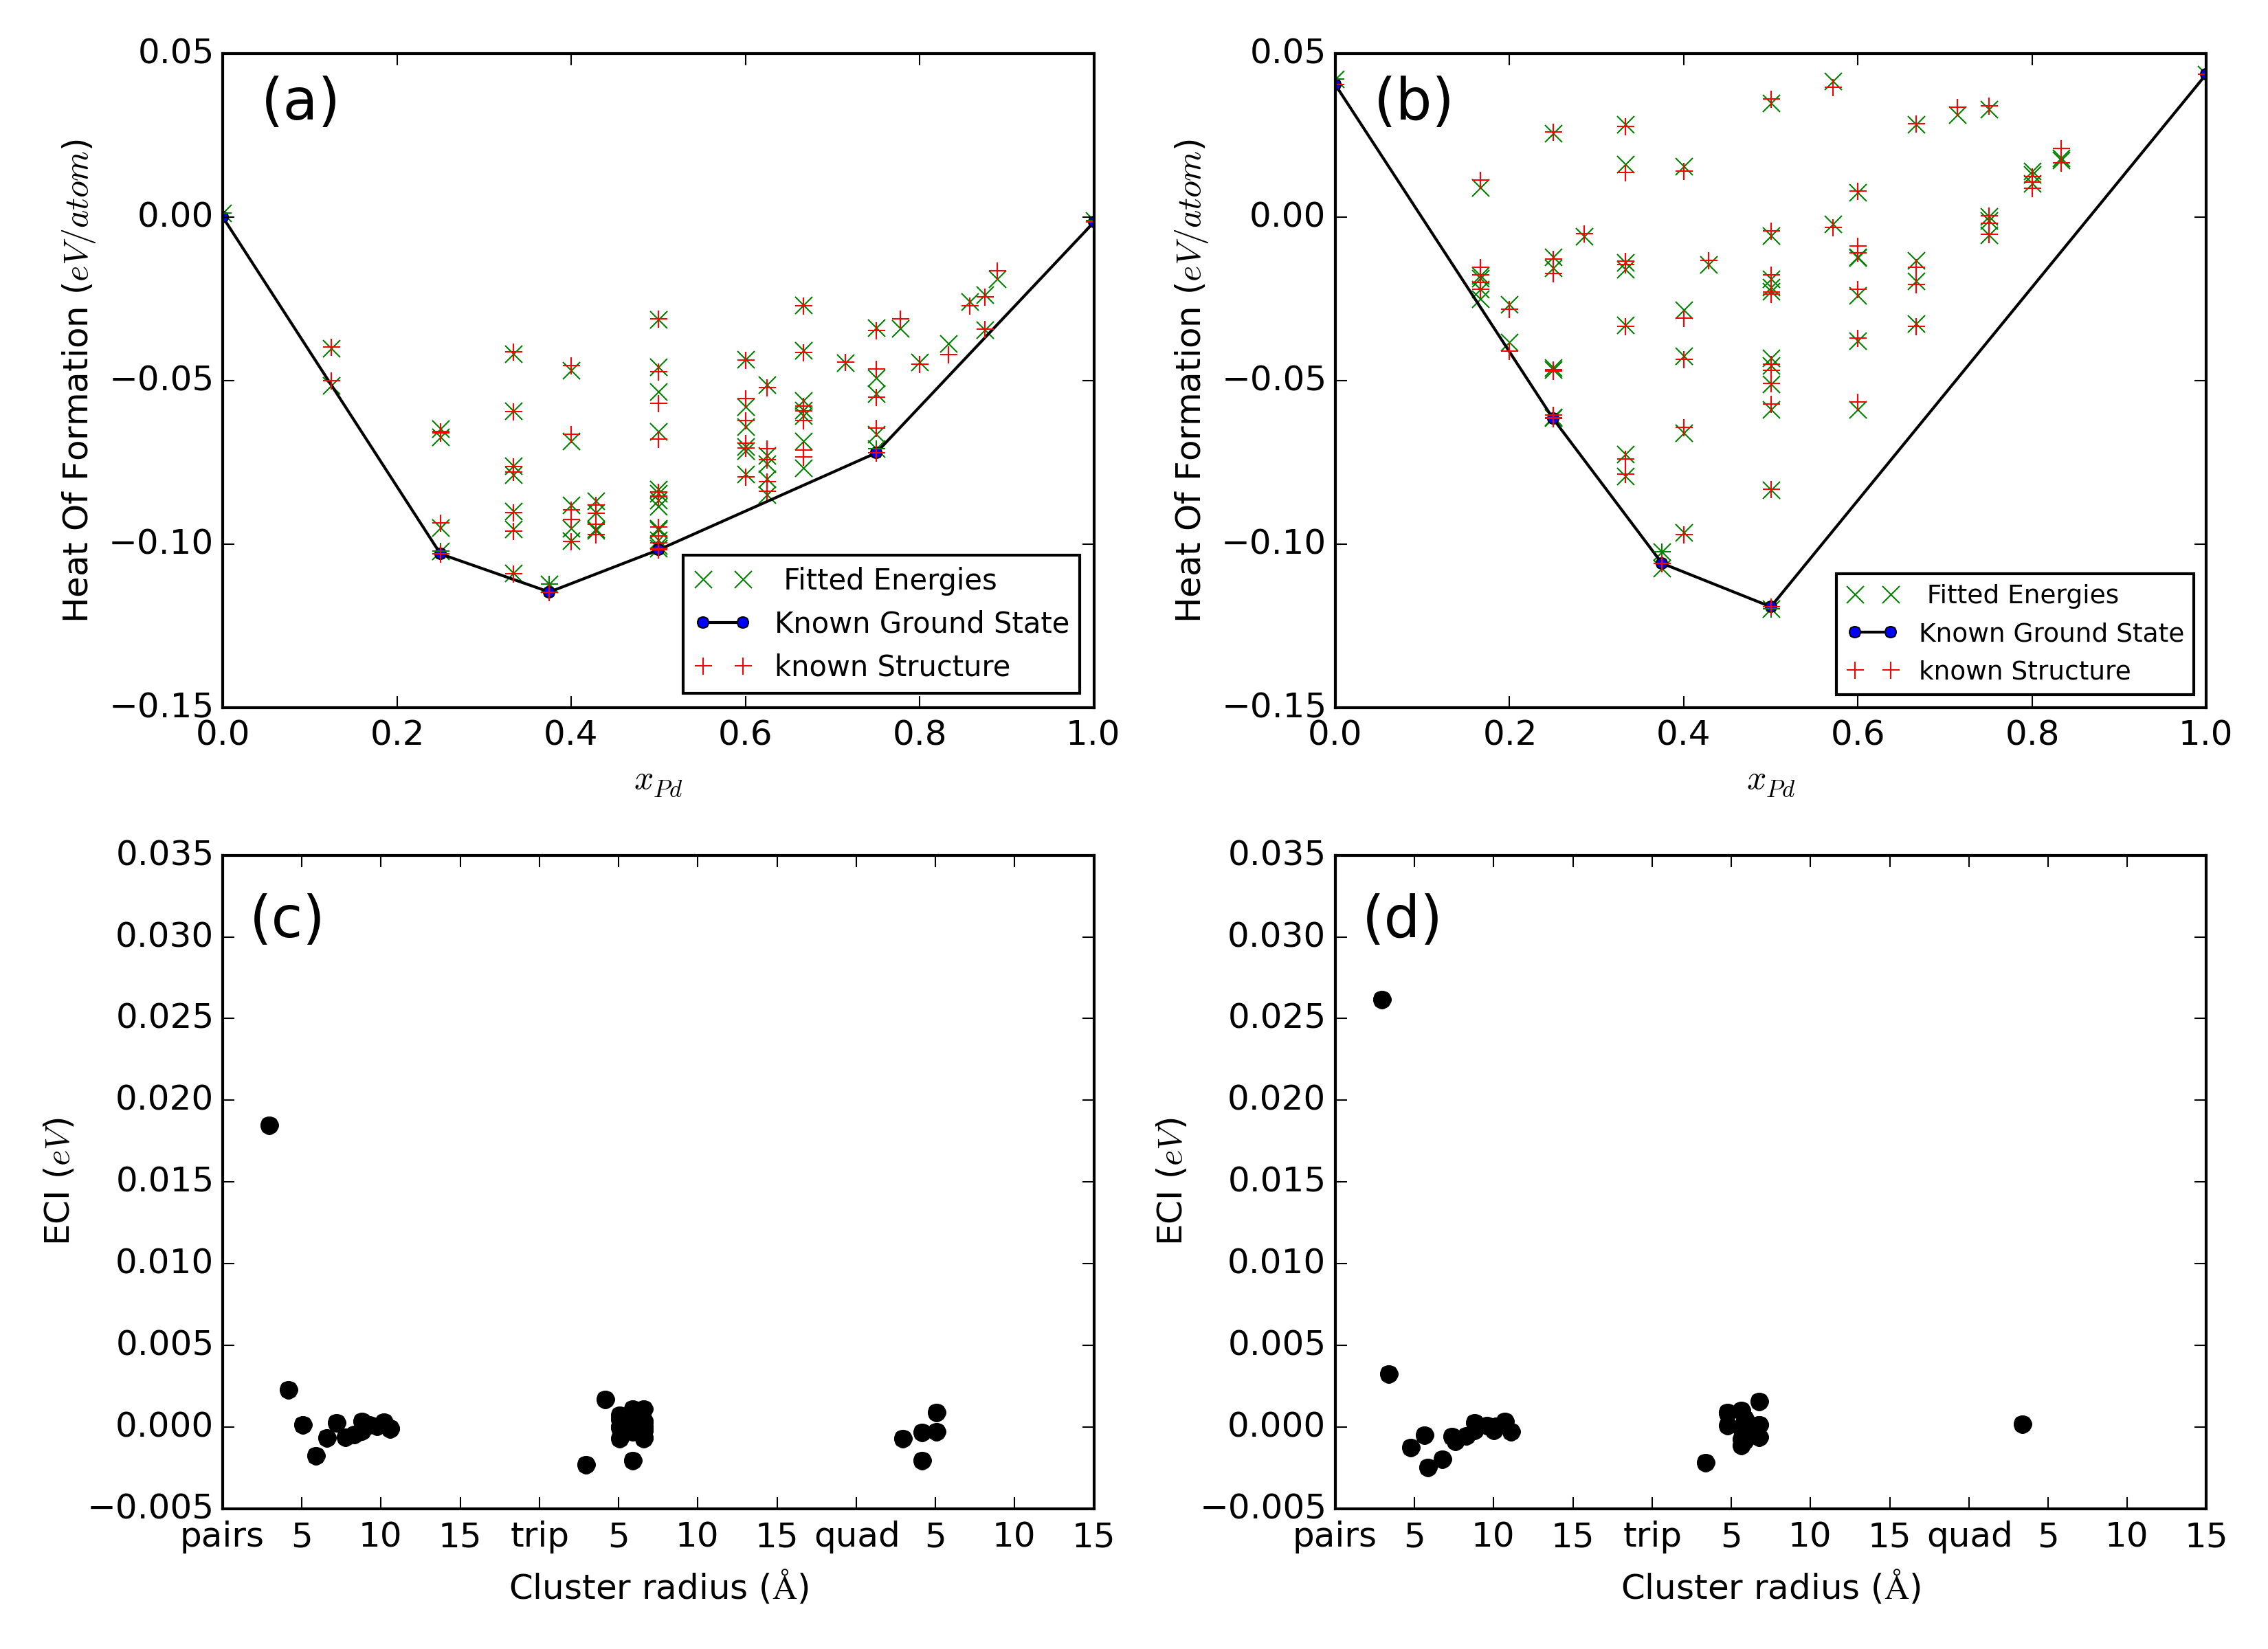 (a)
0.05
0.00
−0.05
−0.10
−0.15
Heat Of Formation (eV/atom)
0.0 0.2 0.4 0.6 0.8 1.0
x_{Pd}
Fitted Energies
Known Ground State
known Structure
(b)
0.05
0.00
−0.05
−0.10
−0.15
Heat Of Formation (eV/atom)
0.0 0.2 0.4 0.6 0.8 1.0
x_{Pd}
Fitted Energies
Known Ground State
known Structure
(c)
0.035
0.030
0.025
0.020
0.015
0.010
0.005
0.000
−0.005
ECI (eV)
pairs 5 10 15 trip 5 10 15 quad 5 10 15
Cluster radius (Å)
(d)
0.035
0.030
0.025
0.020
0.015
0.010
0.005
0.000
−0.005
ECI (eV)
pairs 5 10 15 trip 5 10 15 quad 5 10 15
Cluster radius (Å)